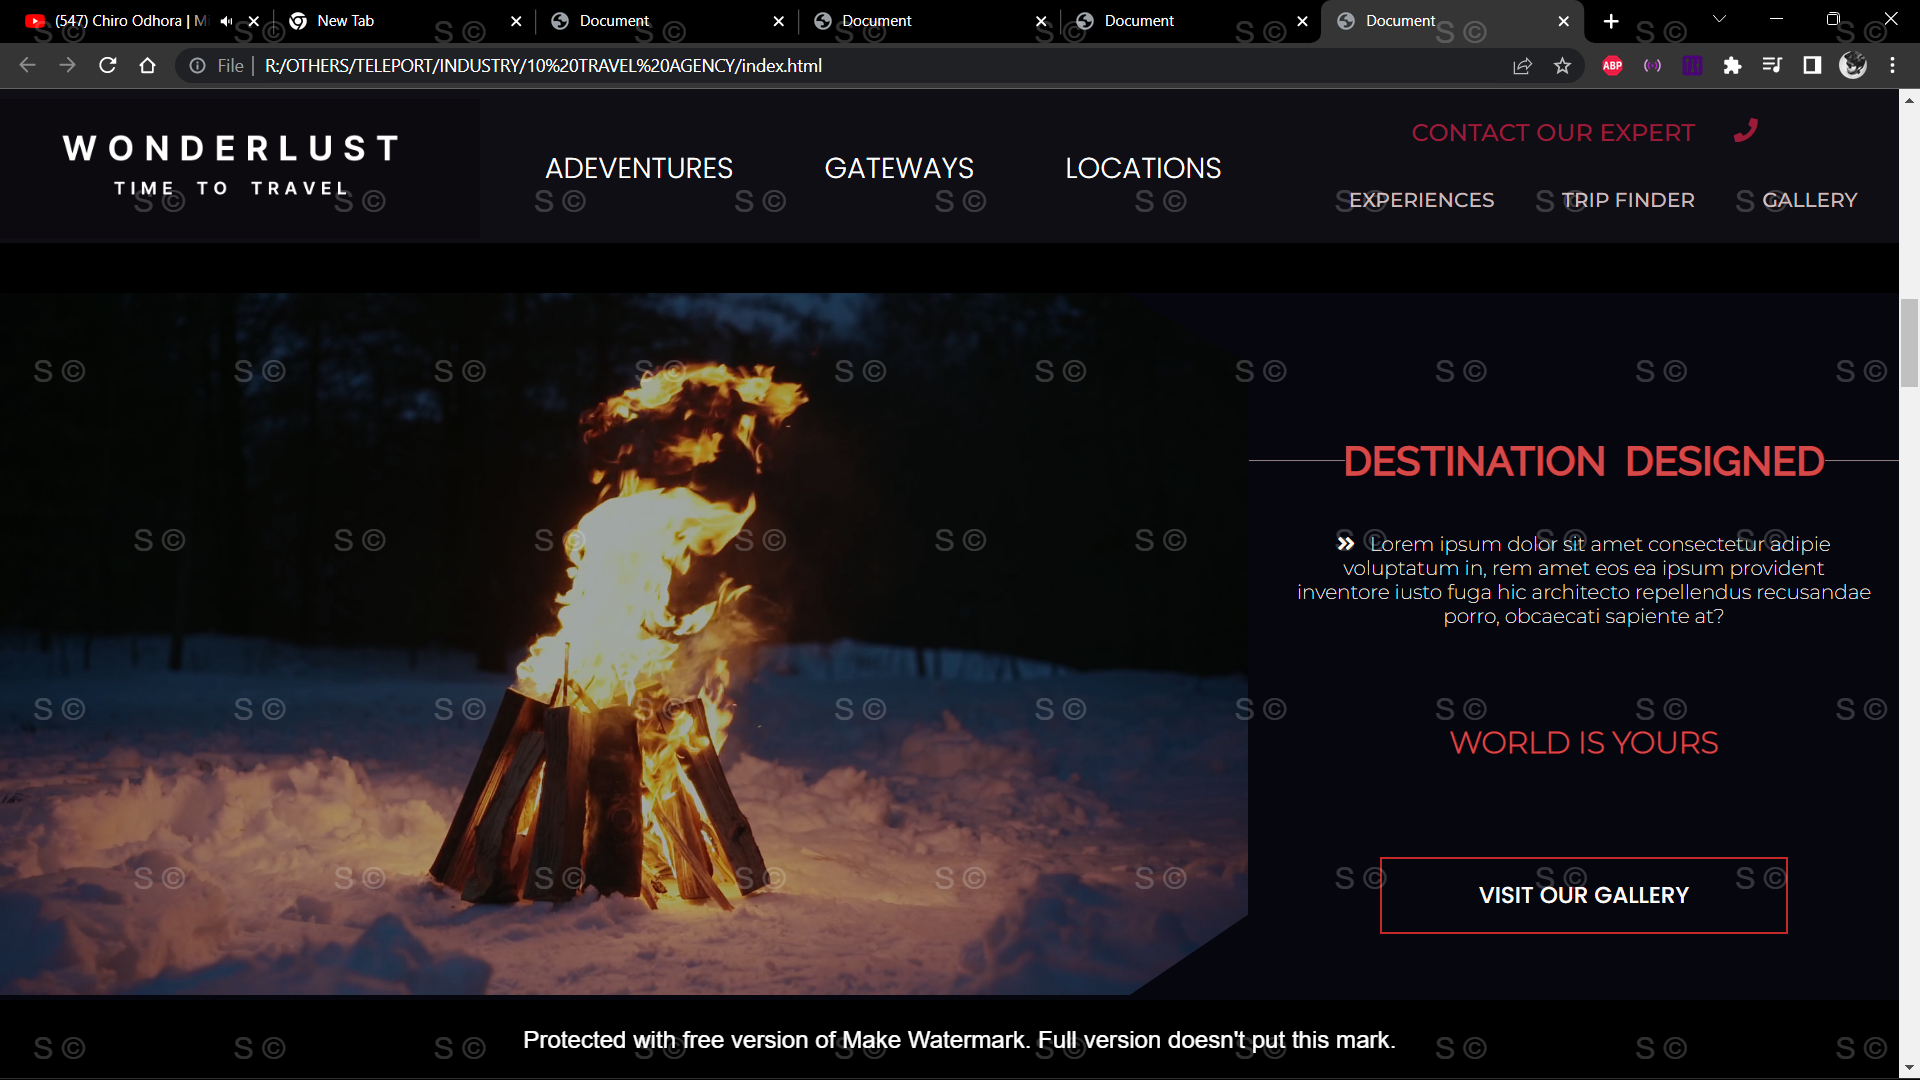 (547) Chiro Odhora | M
New Tab
Document
Document
Document
Document
File
R:/OTHERS/TELEPORT/INDUSTRY/10%20TRAVEL%20AGENCY/index.html
ABP
WONDERLUST
TIME TO TRAVEL
ADEVENTURES
GATEWAYS
LOCATIONS
CONTACT OUR EXPERT
EXPERIENCES
TRIP FINDER
GALLERY
DESTINATION DESIGNED
» Lorem ipsum dolor sit amet consectetur adipie
voluptatum in, rem amet eos ea ipsum provident
inventore iusto fuga hic architecto repellendus recusandae
porro, obcaecati sapiente at?
WORLD IS YOURS
VISIT OUR GALLERY
Protected with free version of Make Watermark. Full version doesn't put this mark.
S ©